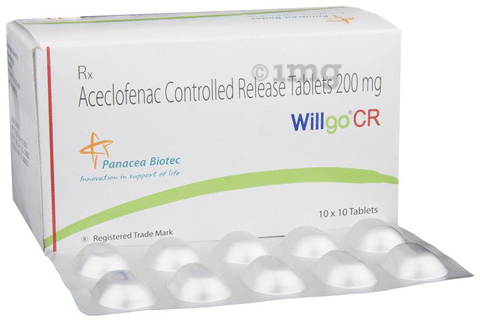 Rx
Aceclofenac Controlled Release Tablets 200 mg
©1mg
Willgo® CR
Panacea Biotec
Innovation in support of life
10 x 10 Tablets
® Registered Trade Mark